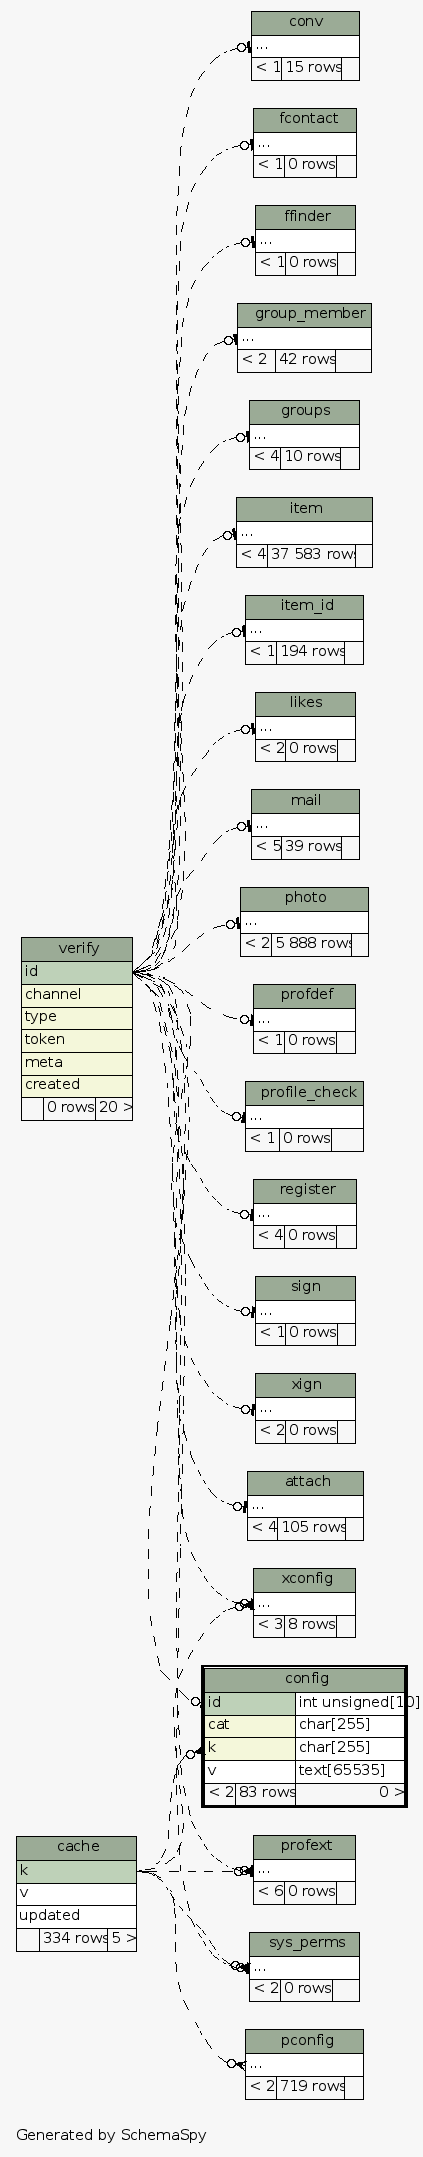 conv
...
< 1 15 rows
fcontact
...
< 1 0 rows
ffinder
...
< 1 0 rows
group_member
...
< 2 42 rows
groups
...
< 4 10 rows
item
...
< 4 37 583 rows
item_id
...
< 1 194 rows
likes
...
< 2 0 rows
mail
...
< 5 39 rows
photo
...
< 2 5 888 rows
verify
id
channel
type
token
meta
created
0 rows 20 >
profdef
...
< 1 0 rows
profile_check
...
< 1 0 rows
register
...
< 4 0 rows
sign
...
< 1 0 rows
xign
...
< 2 0 rows
attach
...
< 4 105 rows
xconfig
...
< 3 8 rows
config
id int unsigned[10]
cat char[255]
k char[255]
v text[65535]
< 2 83 rows 0 >
cache
k
v
updated
334 rows 5 >
profext
...
< 6 0 rows
sys_perms
...
< 2 0 rows
pconfig
...
< 2 719 rows
Generated by SchemaSpy